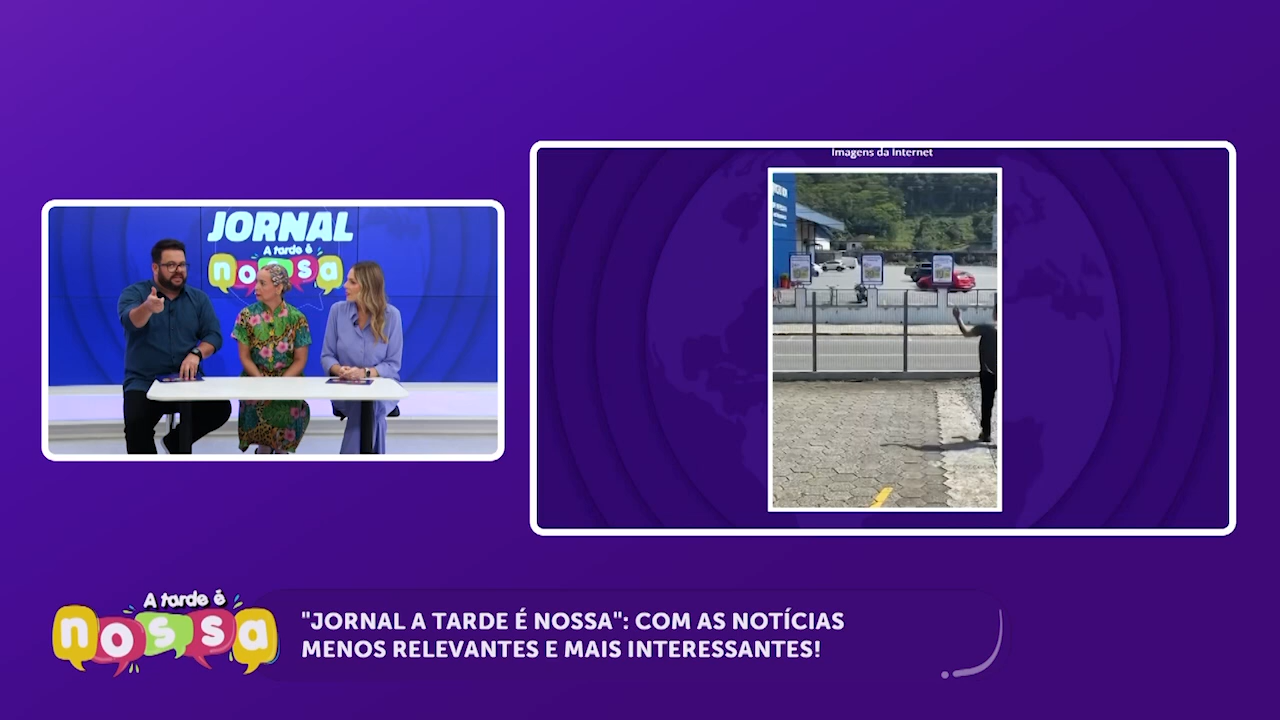 Imagens da Internet
JORNAL
A tarde é
nossa
A tarde é
nossa
"JORNAL A TARDE É NOSSA": COM AS NOTÍCIAS
MENOS RELEVANTES E MAIS INTERESSANTES!